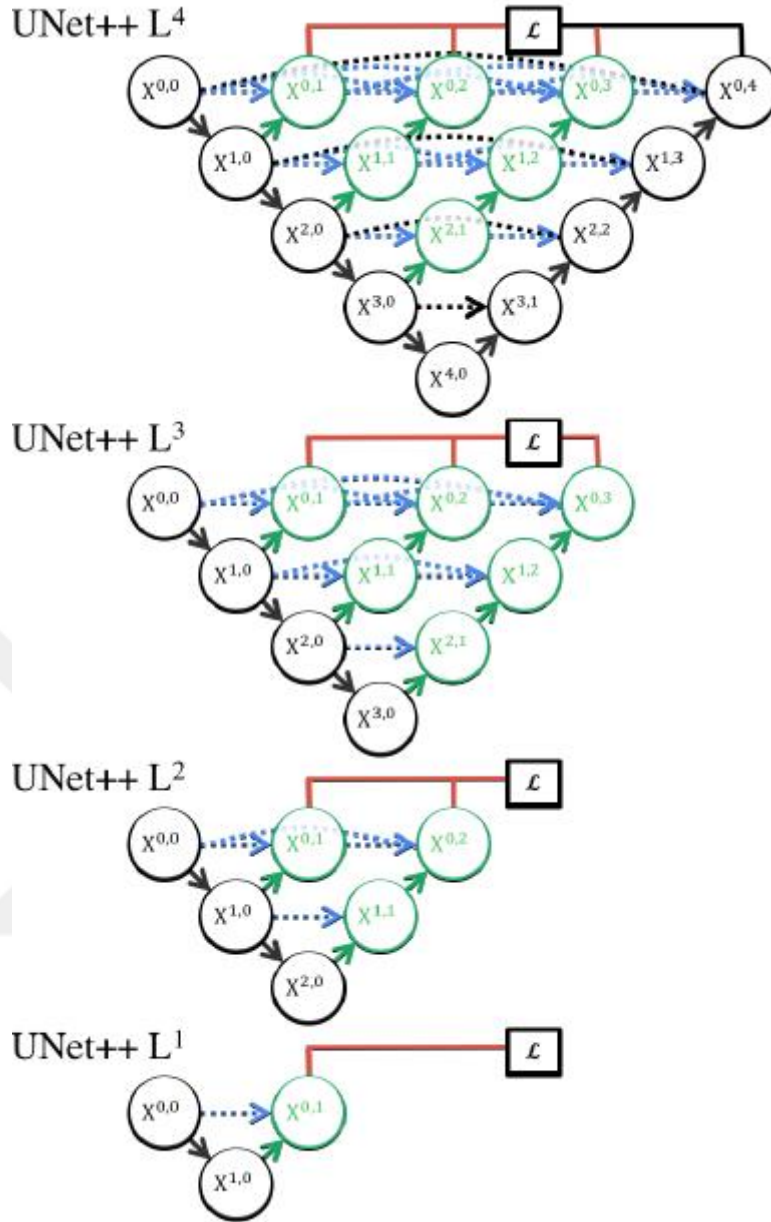 UNet++ L⁴
ℒ
X⁰,⁰ X⁰,¹ X⁰,² X⁰,³ X⁰,⁴
X¹,⁰ X¹,¹ X¹,² X¹,³
X²,⁰ X²,¹ X²,²
X³,⁰ X³,¹
X⁴,⁰
UNet++ L³
ℒ
X⁰,⁰ X⁰,¹ X⁰,² X⁰,³
X¹,⁰ X¹,¹ X¹,²
X²,⁰ X²,¹
X³,⁰
UNet++ L²
ℒ
X⁰,⁰ X⁰,¹ X⁰,²
X¹,⁰ X¹,¹
X²,⁰
UNet++ L¹
ℒ
X⁰,⁰ X⁰,¹
X¹,⁰